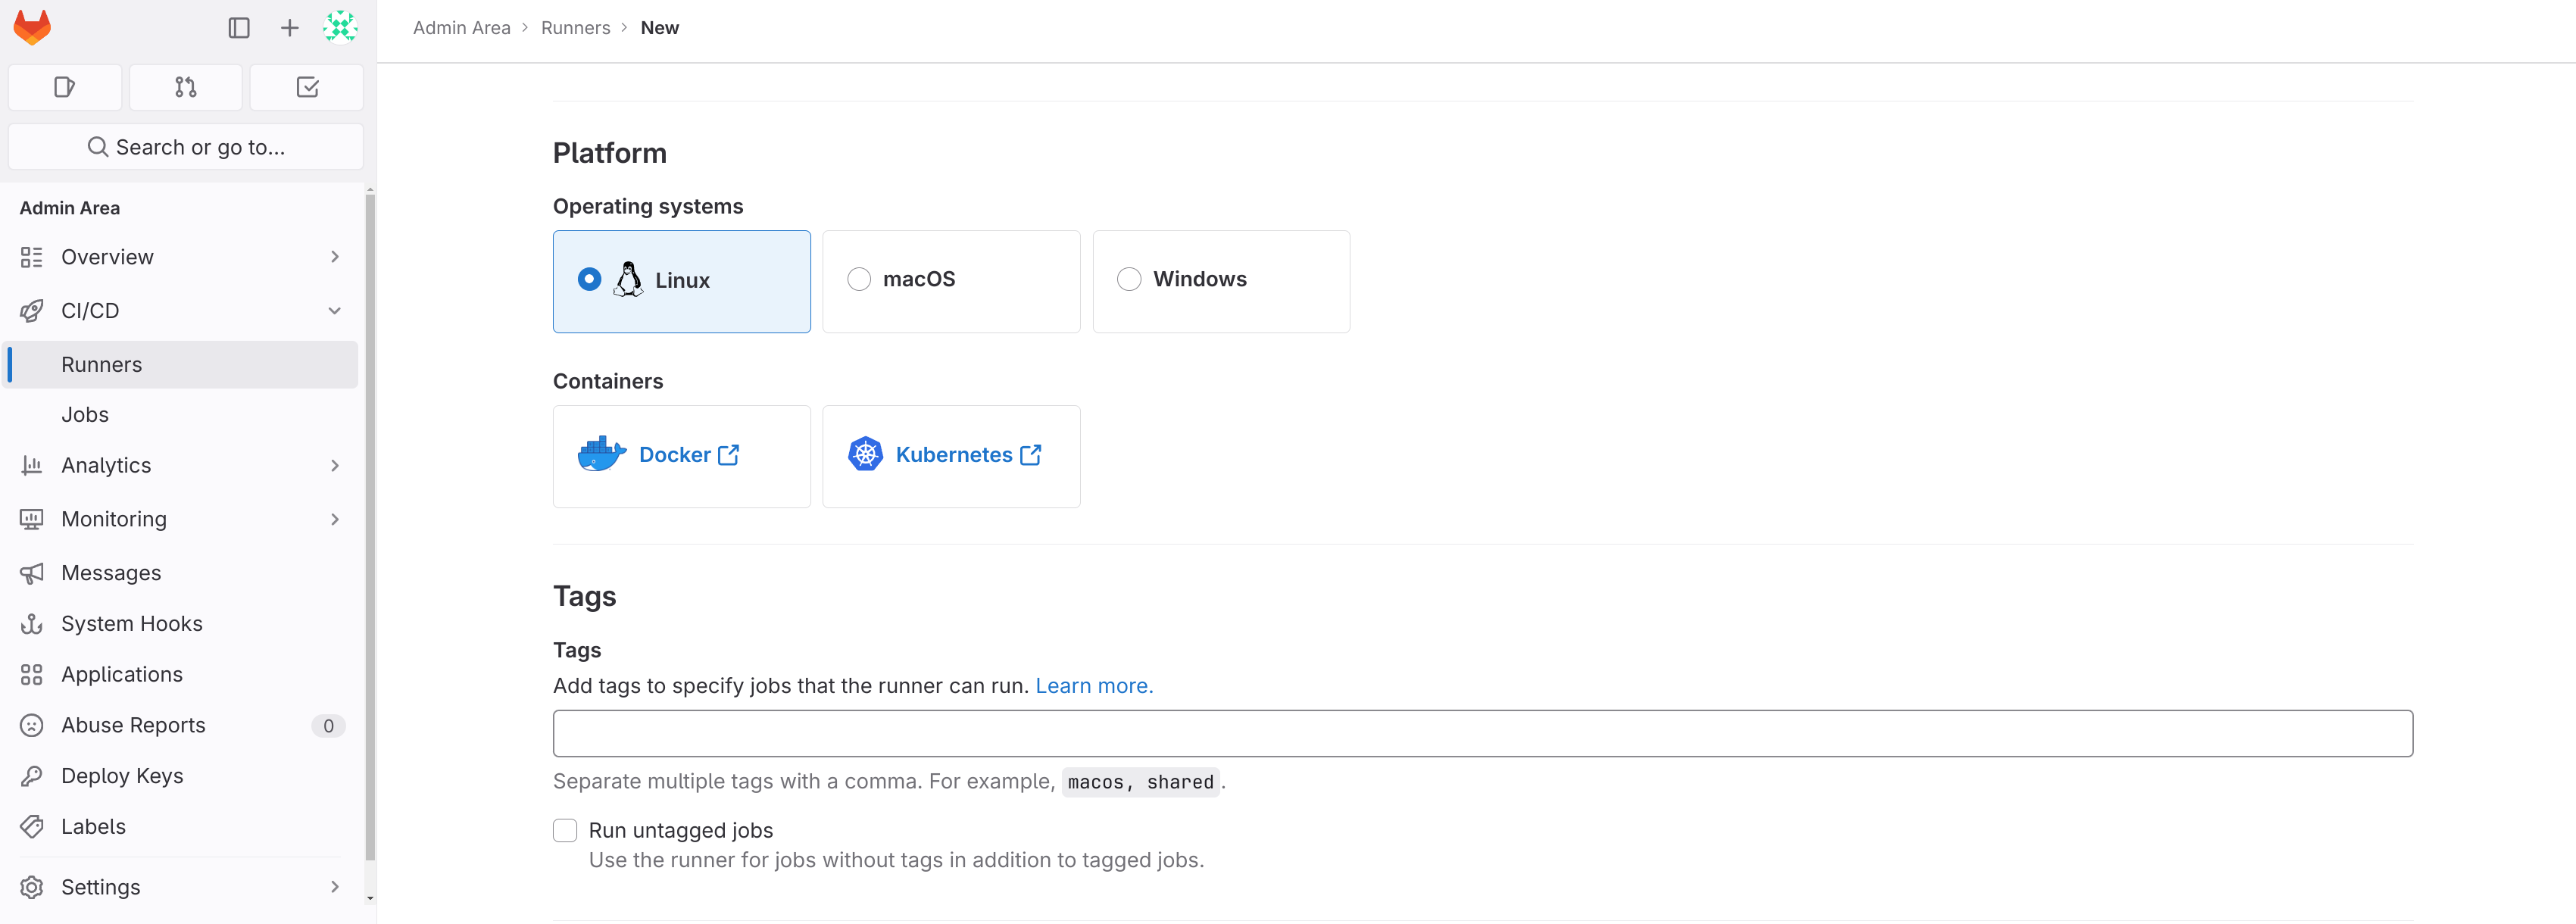 Admin Area > Runners > New
Search or go to...
Admin Area
Overview
CI/CD
Runners
Jobs
Analytics
Monitoring
Messages
System Hooks
Applications
Abuse Reports 0
Deploy Keys
Labels
Settings
Platform
Operating systems
Linux macOS Windows
Containers
Docker Kubernetes
Tags
Tags
Add tags to specify jobs that the runner can run. Learn more.
Separate multiple tags with a comma. For example, macos, shared.
Run untagged jobs
Use the runner for jobs without tags in addition to tagged jobs.